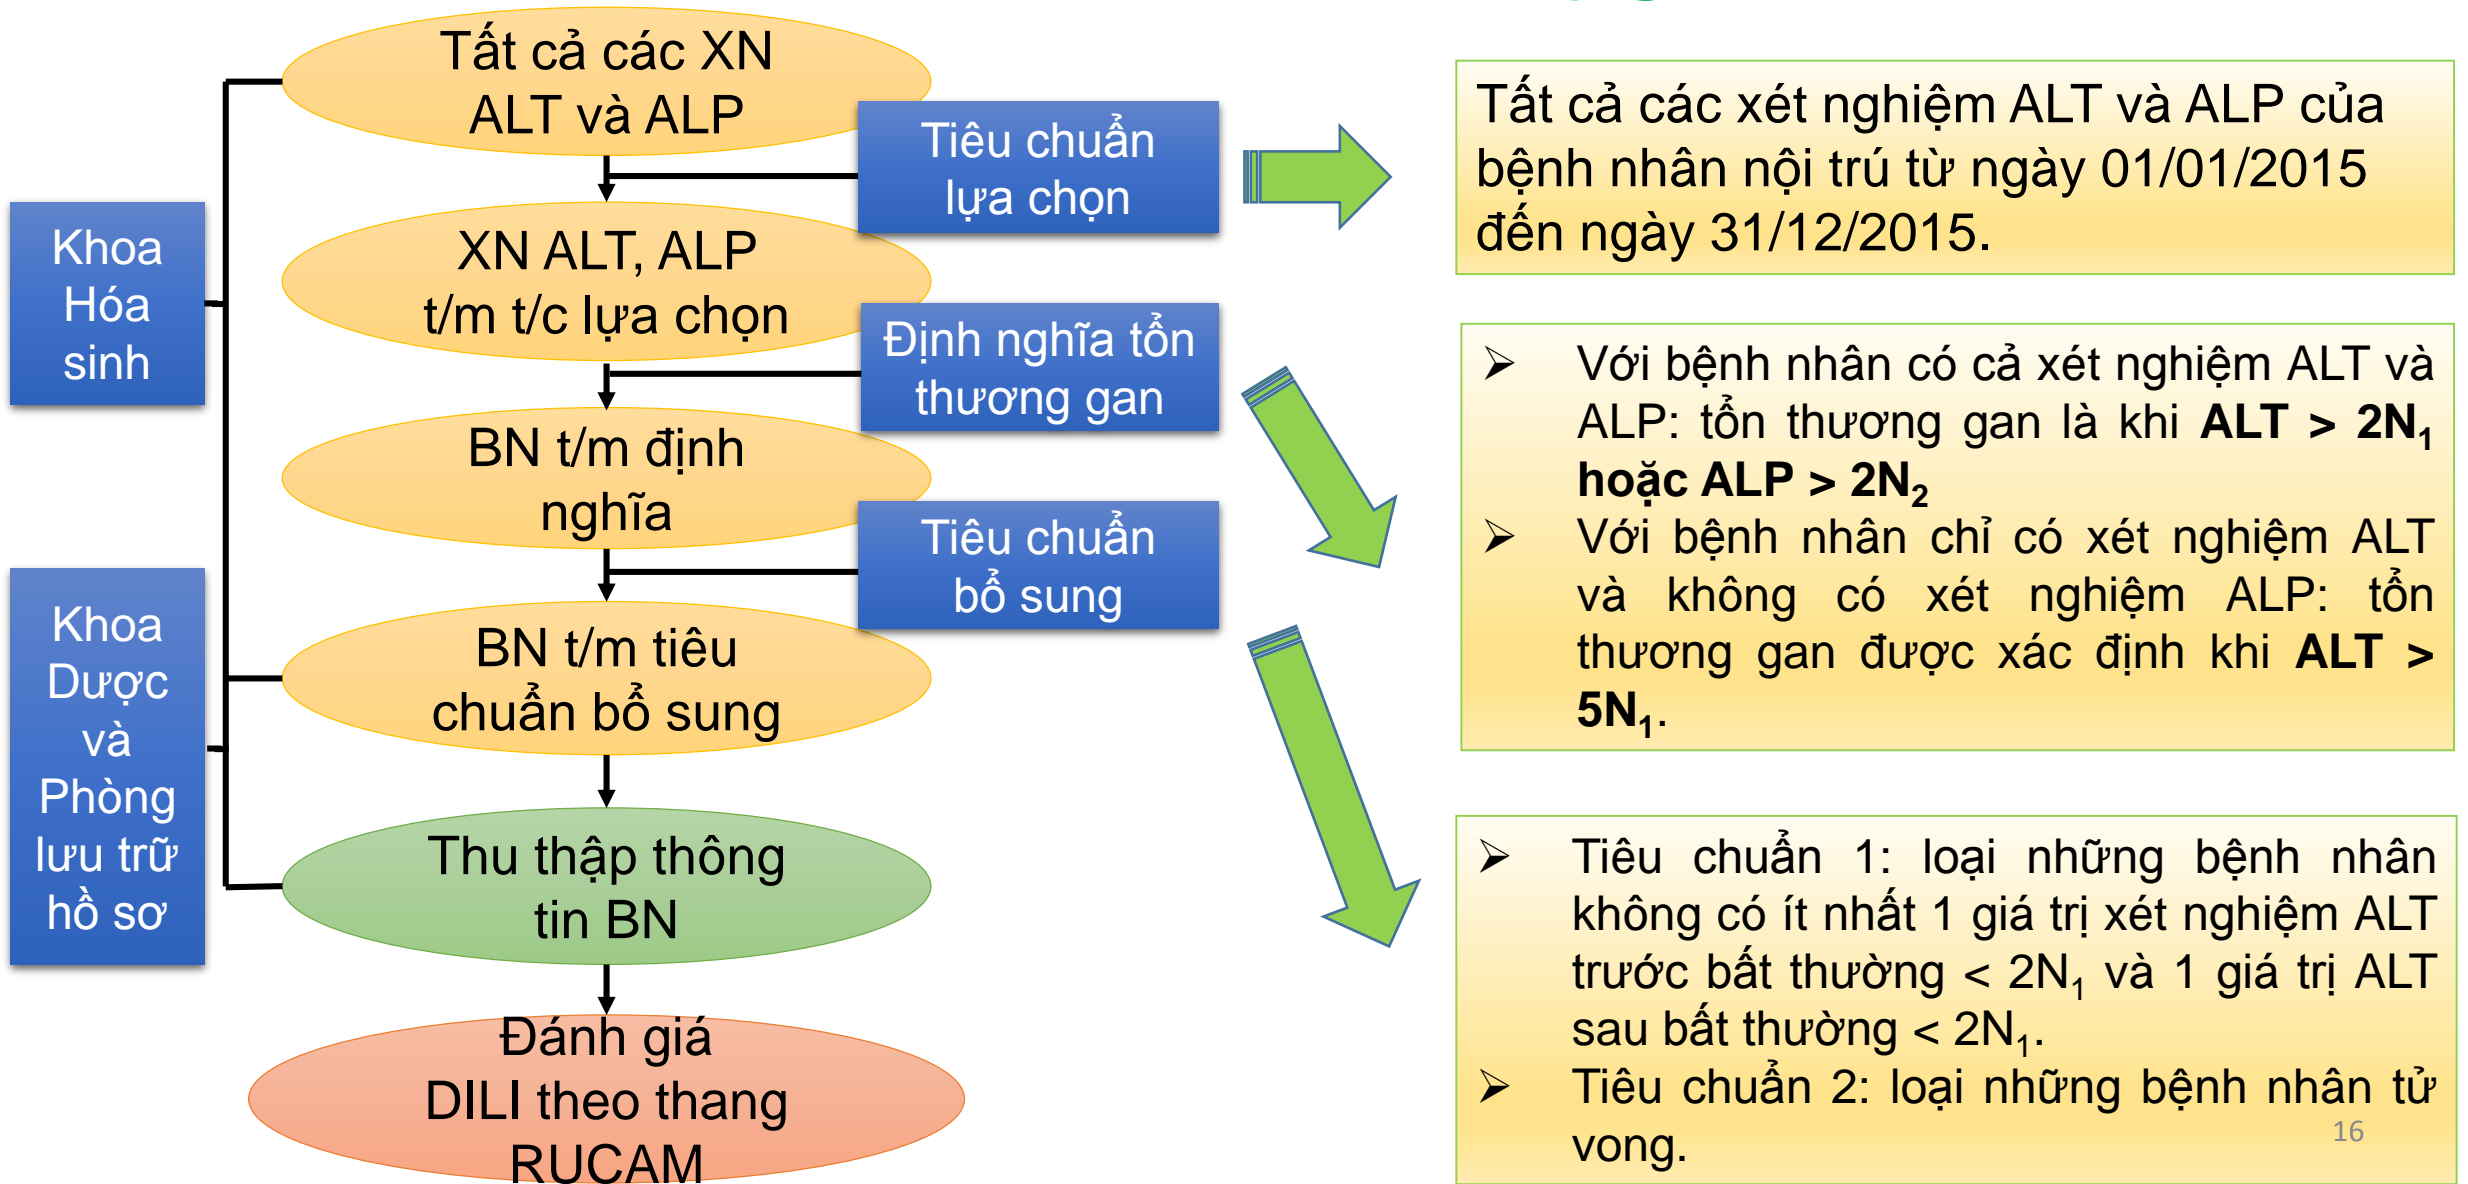 Tất cả các XN
ALT và ALP
Tiêu chuẩn
lựa chọn
Tất cả các xét nghiệm ALT và ALP của
bệnh nhân nội trú từ ngày 01/01/2015
đến ngày 31/12/2015.
Khoa
Hóa
sinh
XN ALT, ALP
t/m t/c lựa chọn
Định nghĩa tổn
thương gan
➢ Với bệnh nhân có cả xét nghiệm ALT và
ALP: tổn thương gan là khi ALT > 2N₁
hoặc ALP > 2N₂
➢ Với bệnh nhân chỉ có xét nghiệm ALT
và không có xét nghiệm ALP: tổn
thương gan được xác định khi ALT >
5N₁.
BN t/m định
nghĩa
Tiêu chuẩn
bổ sung
Khoa
Dược
và
Phòng
lưu trữ
hồ sơ
BN t/m tiêu
chuẩn bổ sung
Thu thập thông
tin BN
➢ Tiêu chuẩn 1: loại những bệnh nhân
không có ít nhất 1 giá trị xét nghiệm ALT
trước bất thường < 2N₁ và 1 giá trị ALT
sau bất thường < 2N₁.
➢ Tiêu chuẩn 2: loại những bệnh nhân tử
vong.
Đánh giá
DILI theo thang
RUCAM
16